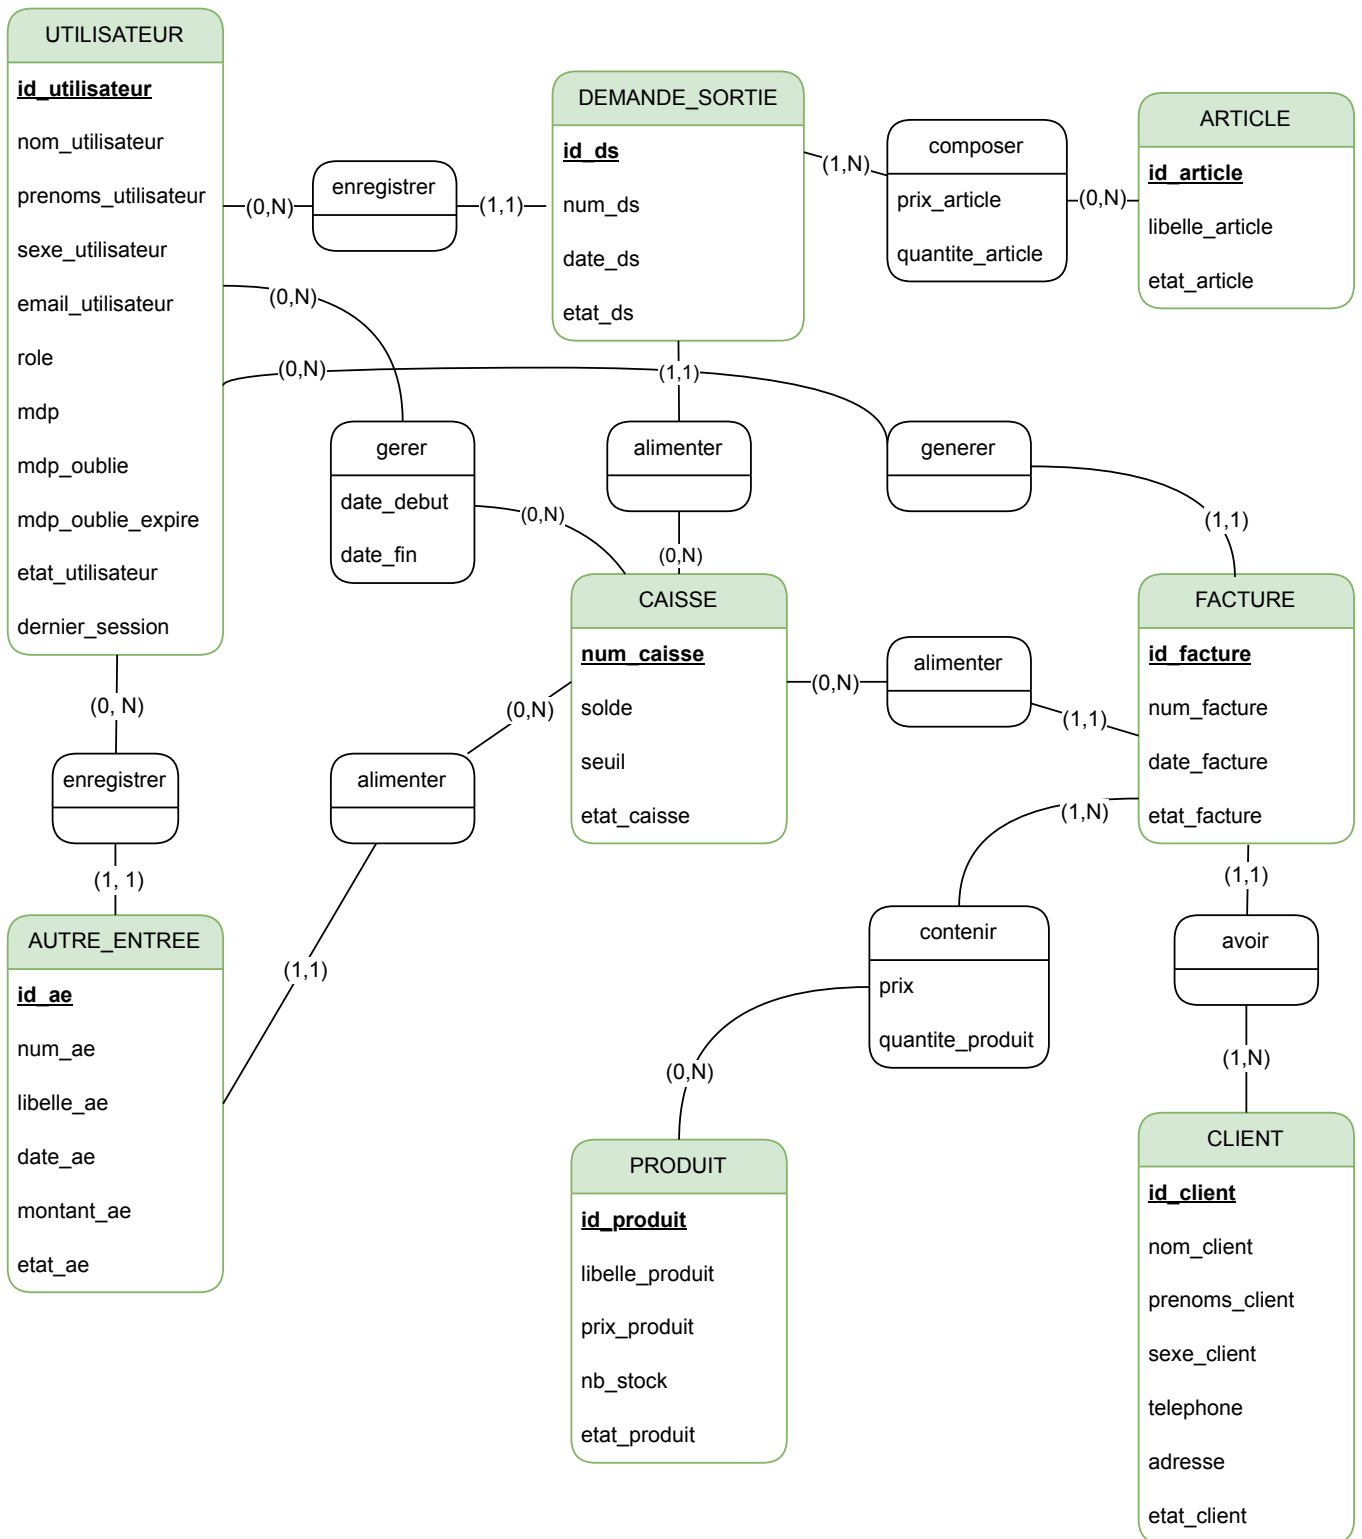 UTILISATEUR
id_utilisateur
nom_utilisateur
prenoms_utilisateur
sexe_utilisateur
email_utilisateur
role
mdp
mdp_oublie
mdp_oublie_expire
etat_utilisateur
dernier_session
(0,N)
enregistrer
(1,1)
DEMANDE_SORTIE
id_ds
num_ds
date_ds
etat_ds
(1,N)
composer
prix_article
quantite_article
(0,N)
ARTICLE
id_article
libelle_article
etat_article
(0,N)
gerer
date_debut
date_fin
(0,N)
(0,N)
(1,1)
alimenter
(0,N)
generer
(1,1)
CAISSE
num_caisse
solde
seuil
etat_caisse
(0,N)
alimenter
(1,1)
FACTURE
id_facture
num_facture
date_facture
etat_facture
(0, N)
enregistrer
(1, 1)
(0,N)
alimenter
(1,1)
AUTRE_ENTREE
id_ae
num_ae
libelle_ae
date_ae
montant_ae
etat_ae
(1,N)
contenir
prix
quantite_produit
(0,N)
PRODUIT
id_produit
libelle_produit
prix_produit
nb_stock
etat_produit
(1,1)
avoir
(1,N)
CLIENT
id_client
nom_client
prenoms_client
sexe_client
telephone
adresse
etat_client